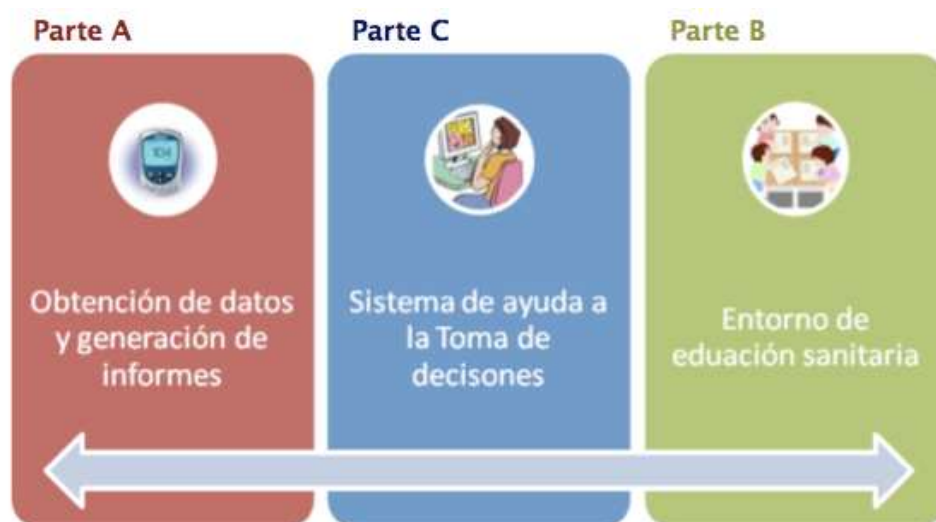 Parte A
Obtención de datos
y generación de
informes
Parte C
Sistema de ayuda a
la Toma de
decisones
Parte B
Entorno de
eduación sanitaria